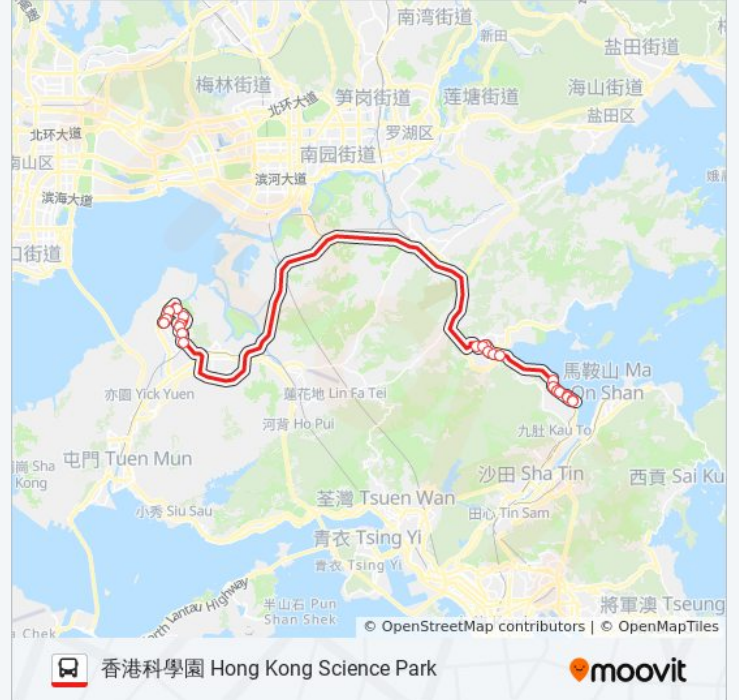 南湾街道
新田
盐田街道
梅林街道
笋岗街道
莲塘街道
海山街道
北环大道
盐田区
北环大道
罗湖区
南山区
南园街道
滨河大道
滨海大道
口街道
馬鞍山 Ma
On Shan
亦園 Yick Yuen
蓮花地 Lin Fa Tei
河背 Ho Pui
九肚 Kau To
屯門 Tuen Mun
崗 Sha
Kong
沙田 Sha Tin
西貢 Sai Ku
荃灣 Tsuen Wan
小秀 Siu Sau
田心 Tin Sam
青衣 Tsing Yi
青衣 Tsing Yi
North Lantau Highway
半山石 Pun
Shan Shek
將軍澳 Tseung
Chek
© OpenStreetMap contributors | © OpenMapTiles
香港科學園 Hong Kong Science Park
moovit